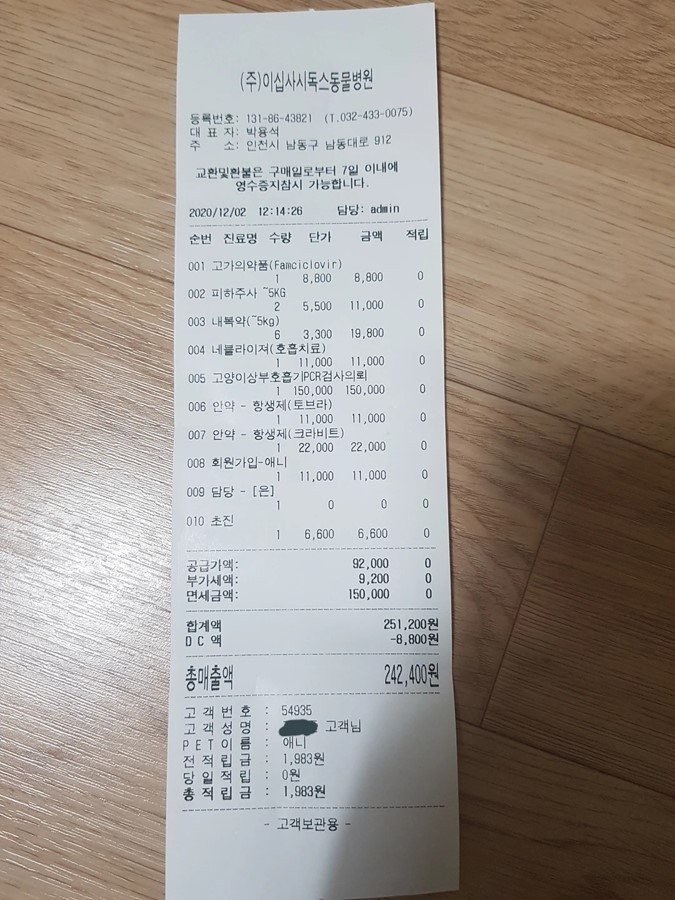 (주)이십사시독스동물병원
등록번호: 131-86-43821 (T.032-433-0075)
대 표 자: 박용석
주 소: 인천시 남동구 남동대로 912
교환및환불은 구매일로부터 7일 이내에
영수증지참시 가능합니다.
2020/12/02 12:14:26 담당: admin
순번 진료명 수량 단가 금액 적립
001 고가의약품(Famciclovir)
1 8,800 8,800 0
002 피하주사 ~5KG
2 5,500 11,000 0
003 내복약(~5kg)
6 3,300 19,800 0
004 네블라이져(호흡치료)
1 11,000 11,000 0
005 고양이상부호흡기PCR검사의뢰
1 150,000 150,000 0
006 안약 - 항생제(토브라)
1 11,000 11,000 0
007 안약 - 항생제(크라비트)
1 22,000 22,000 0
008 회원가입-애니
1 11,000 11,000 0
009 담당 - [은]
1 0 0 0
010 초진
1 6,600 6,600 0
공급가액: 92,000 0
부가세액: 9,200 0
면세금액: 150,000 0
합계액 251,200원
D C 액 -8,800원
총매출액 242,400원
고 객 번 호 : 54935
고 객 성 명 : 고객님
P E T 이 름 : 애니
전 적 립 금 : 1,983원
당 일 적 립 : 0원
총 적 립 금 : 1,983원
- 고객보관용 -